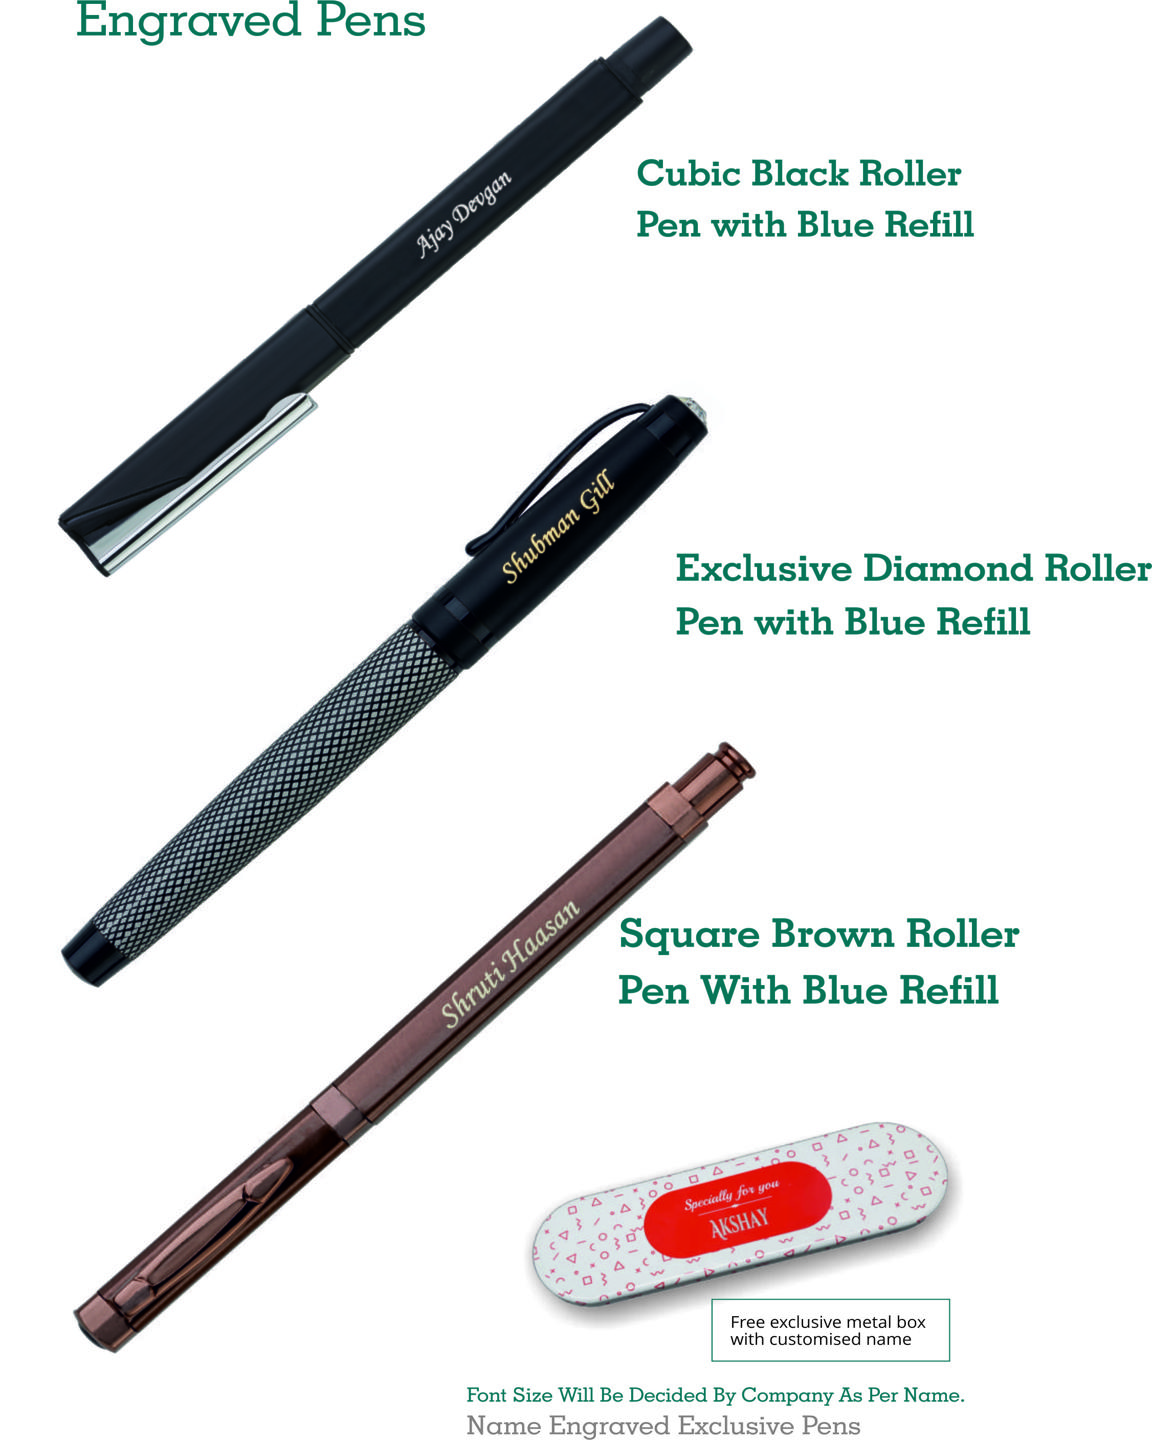 Engraved Pens
Ajay Devgan
Cubic Black Roller
Pen with Blue Refill
Shubman Gill
Exclusive Diamond Roller
Pen with Blue Refill
Shruti Haasan
Square Brown Roller
Pen With Blue Refill
Specially for you
AKSHAY
Free exclusive metal box
with customised name
Font Size Will Be Decided By Company As Per Name.
Name Engraved Exclusive Pens